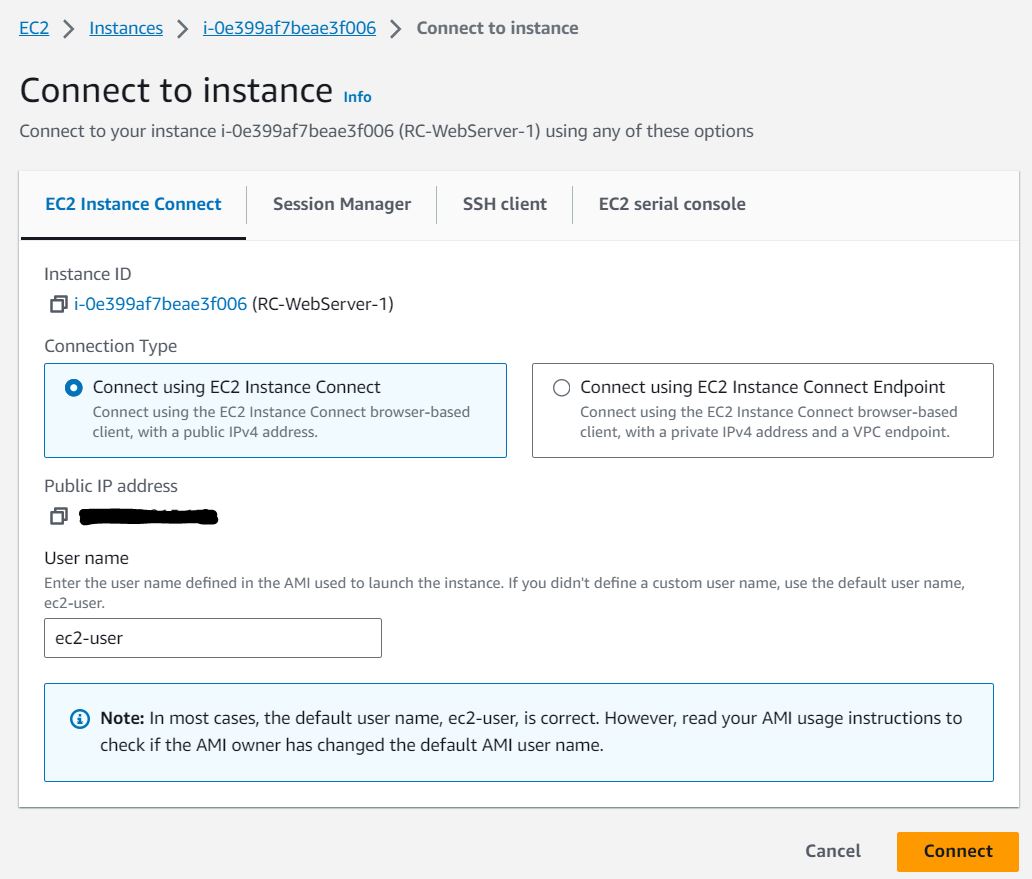 EC2 > Instances > i-0e399af7beae3f006 > Connect to instance
Connect to instance Info
Connect to your instance i-0e399af7beae3f006 (RC-WebServer-1) using any of these options
EC2 Instance Connect
Session Manager
SSH client
EC2 serial console
Instance ID
i-0e399af7beae3f006 (RC-WebServer-1)
Connection Type
Connect using EC2 Instance Connect
Connect using the EC2 Instance Connect browser-based
client, with a public IPv4 address.
Connect using EC2 Instance Connect Endpoint
Connect using the EC2 Instance Connect browser-based
client, with a private IPv4 address and a VPC endpoint.
Public IP address
User name
Enter the user name defined in the AMI used to launch the instance. If you didn't define a custom user name, use the default user name,
ec2-user.
ec2-user
Note: In most cases, the default user name, ec2-user, is correct. However, read your AMI usage instructions to
check if the AMI owner has changed the default AMI user name.
Cancel
Connect